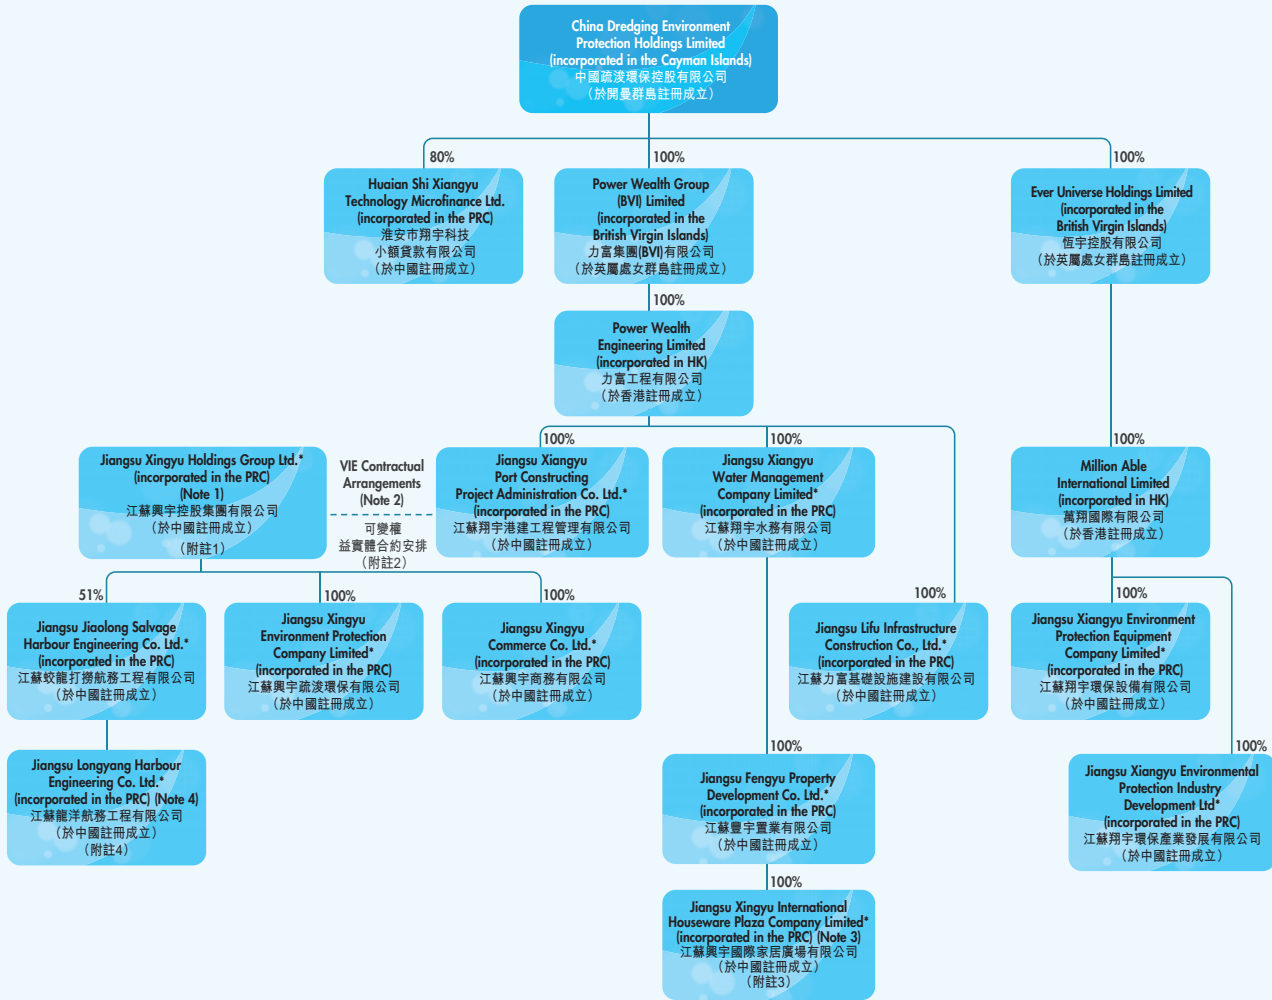 China Dredging Environment
Protection Holdings Limited
(incorporated in the Cayman Islands)
中國疏浚環保控股有限公司
（於開曼群島註冊成立）
80%
100%
100%
Huaian Shi Xiangyu
Technology Microfinance Ltd.
(incorporated in the PRC)
淮安市翔宇科技
小額貸款有限公司
（於中國註冊成立）
Power Wealth Group
(BVI) Limited
(incorporated in the
British Virgin Islands)
力富集團(BVI)有限公司
（於英屬處女群島註冊成立）
Ever Universe Holdings Limited
(incorporated in the
British Virgin Islands)
恆宇控股有限公司
（於英屬處女群島註冊成立）
100%
Power Wealth
Engineering Limited
(incorporated in HK)
力富工程有限公司
（於香港註冊成立）
100%
100%
100%
Jiangsu Xingyu Holdings Group Ltd.*
(incorporated in the PRC)
(Note 1)
江蘇興宇控股集團有限公司
（於中國註冊成立）
（附註1）
VIE Contractual
Arrangements
(Note 2)
可變權
益實體合約安排
（附註2）
Jiangsu Xiangyu
Port Constructing
Project Administration Co. Ltd.*
(incorporated in the PRC)
江蘇翔宇港建工程管理有限公司
（於中國註冊成立）
Jiangsu Xiangyu
Water Management
Company Limited*
(incorporated in the PRC)
江蘇翔宇水務有限公司
（於中國註冊成立）
Million Able
International Limited
(incorporated in HK)
萬翔國際有限公司
（於香港註冊成立）
51%
100%
100%
100%
100%
Jiangsu Jiaolong Salvage
Harbour Engineering Co. Ltd.*
(incorporated in the PRC)
江蘇蛟龍打撈航務工程有限公司
（於中國註冊成立）
Jiangsu Xingyu
Environment Protection
Company Limited*
(incorporated in the PRC)
江蘇興宇疏浚環保有限公司
（於中國註冊成立）
Jiangsu Xingyu
Commerce Co. Ltd.*
(incorporated in the PRC)
江蘇興宇商務有限公司
（於中國註冊成立）
Jiangsu Lifu Infrastructure
Construction Co., Ltd.*
(incorporated in the PRC)
江蘇力富基礎設施建設有限公司
（於中國註冊成立）
Jiangsu Xiangyu Environment
Protection Equipment
Company Limited*
(incorporated in the PRC)
江蘇翔宇環保設備有限公司
（於中國註冊成立）
100%
100%
Jiangsu Longyang Harbour
Engineering Co. Ltd.*
(incorporated in the PRC) (Note 4)
江蘇龍洋航務工程有限公司
（於中國註冊成立）
（附註4）
Jiangsu Fengyu Property
Development Co. Ltd.*
(incorporated in the PRC)
江蘇豐宇置業有限公司
（於中國註冊成立）
Jiangsu Xiangyu Environmental
Protection Industry
Development Ltd*
(incorporated in the PRC)
江蘇翔宇環保產業發展有限公司
（於中國註冊成立）
100%
Jiangsu Xingyu International
Houseware Plaza Company Limited*
(incorporated in the PRC) (Note 3)
江蘇興宇國際家居廣場有限公司
（於中國註冊成立）
（附註3）